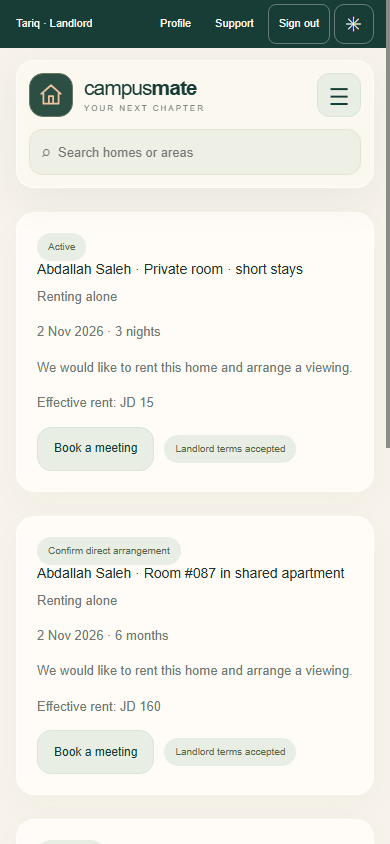 Tariq · Landlord Profile Support Sign out
campusmate
YOUR NEXT CHAPTER
Search homes or areas
Active
Abdallah Saleh · Private room · short stays
Renting alone
2 Nov 2026 · 3 nights
We would like to rent this home and arrange a viewing.
Effective rent: JD 15
Book a meeting Landlord terms accepted
Confirm direct arrangement
Abdallah Saleh · Room #087 in shared apartment
Renting alone
2 Nov 2026 · 6 months
We would like to rent this home and arrange a viewing.
Effective rent: JD 160
Book a meeting Landlord terms accepted